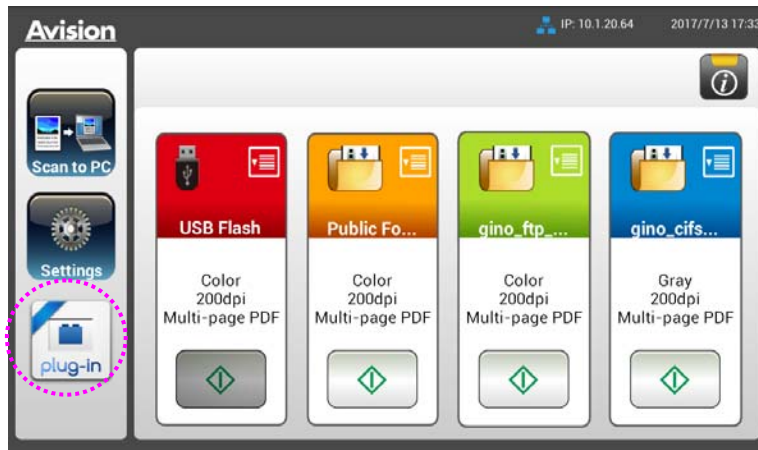 Avision
IP: 10.1.20.64 2017/7/13 17:33
Scan to PC
Settings
plug-in
i
USB Flash
Color
200dpi
Multi-page PDF
Public Fo...
Color
200dpi
Multi-page PDF
gino_ftp_...
Color
200dpi
Multi-page PDF
gino_cifs...
Gray
200dpi
Multi-page PDF